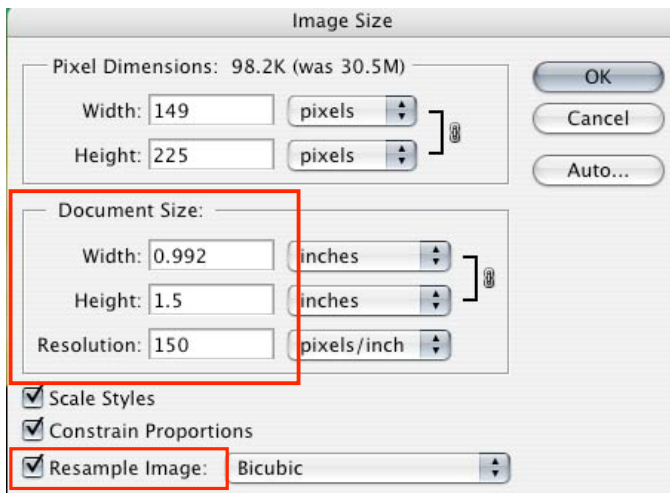 Image Size
Pixel Dimensions: 98.2K (was 30.5M)
OK
Width: 149 pixels
Cancel
Height: 225 pixels
Auto...
Document Size:
Width: 0.992 inches
Height: 1.5 inches
Resolution: 150 pixels/inch
Scale Styles
Constrain Proportions
Resample Image: Bicubic